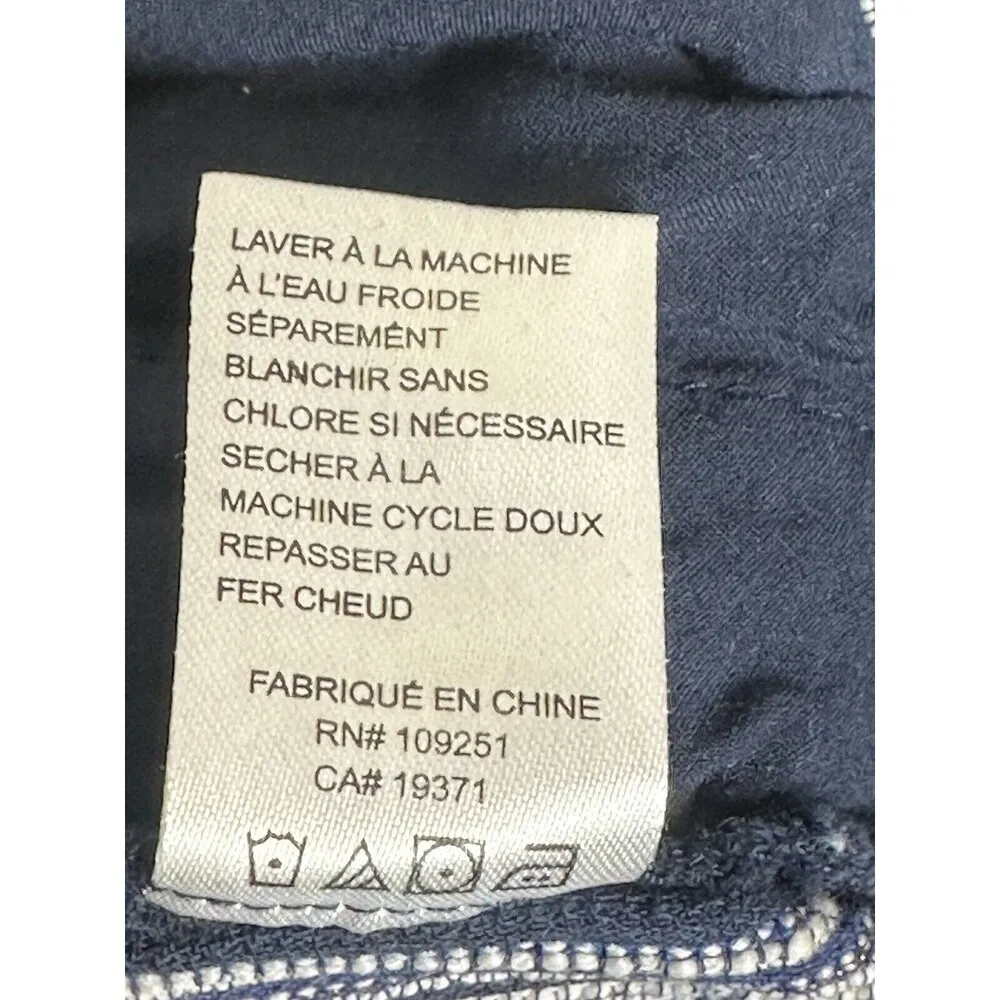 LAVER À LA MACHINE
À L'EAU FROIDE
SÉPAREMÉNT
BLANCHIR SANS
CHLORE SI NÉCESSAIRE
SECHER À LA
MACHINE CYCLE DOUX
REPASSER AU
FER CHEUD
FABRIQUÉ EN CHINE
RN# 109251
CA# 19371